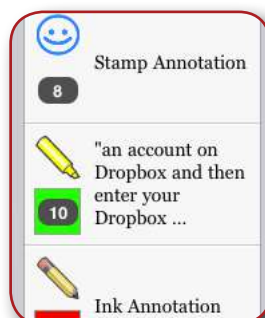 Stamp Annotation
8
"an account on
Dropbox and then
enter your
Dropbox ...
10
Ink Annotation